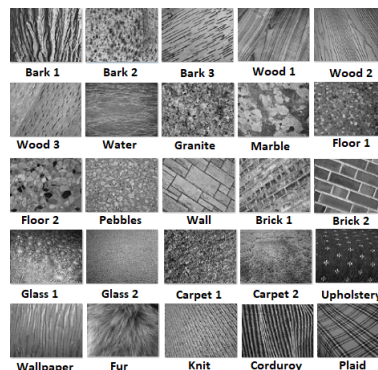 Bark 1 Bark 2 Bark 3 Wood 1 Wood 2
Wood 3 Water Granite Marble Floor 1
Floor 2 Pebbles Wall Brick 1 Brick 2
Glass 1 Glass 2 Carpet 1 Carpet 2 Upholstery
Wallpaper Fur Knit Corduroy Plaid